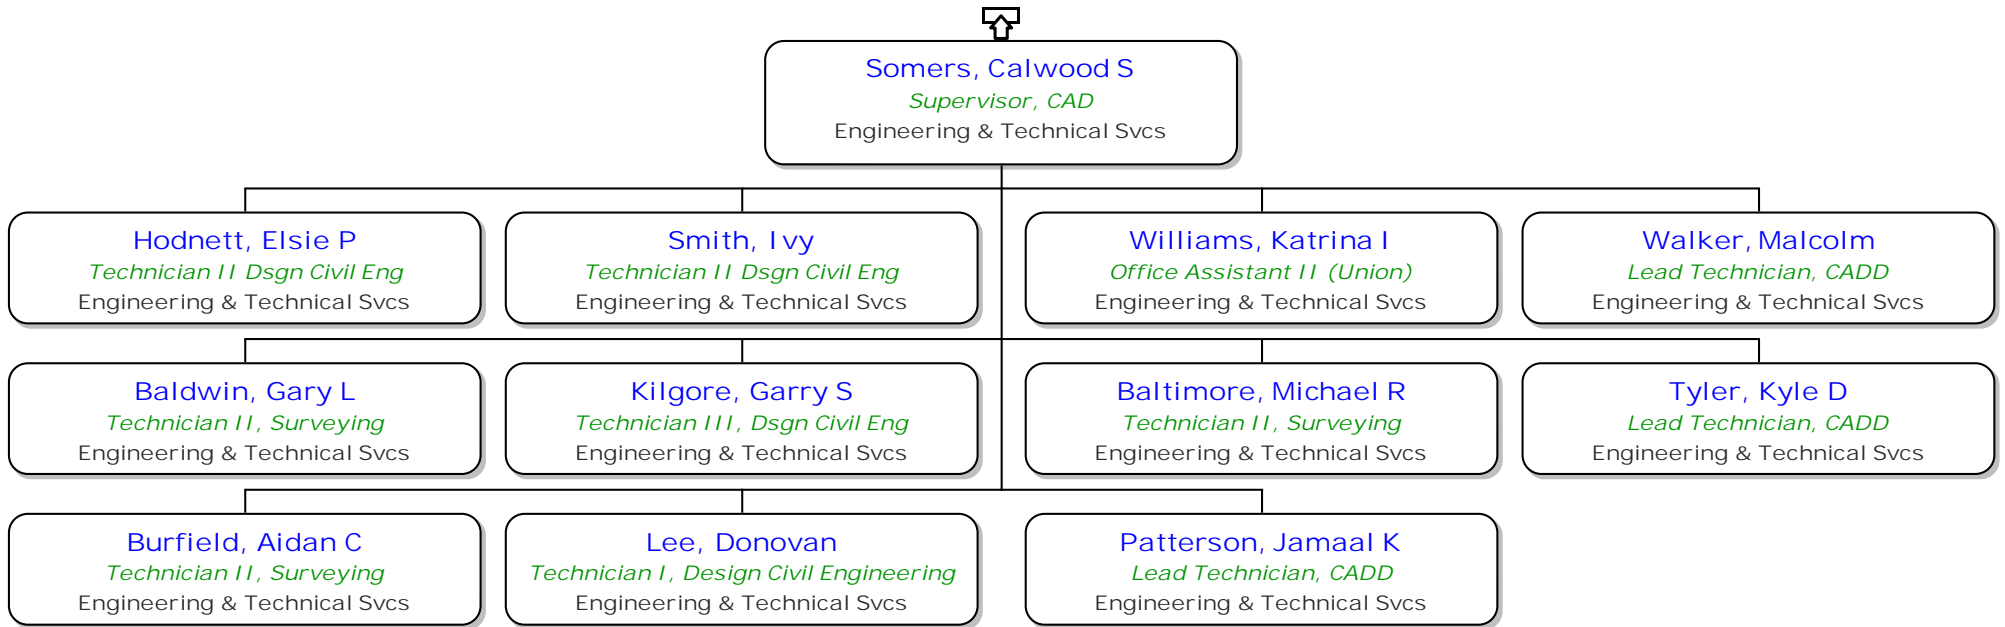 Somers, Calwood S
Supervisor, CAD
Engineering & Technical Svcs
Hodnett, Elsie P
Technician II Dsgn Civil Eng
Engineering & Technical Svcs
Smith, Ivy
Technician II Dsgn Civil Eng
Engineering & Technical Svcs
Williams, Katrina I
Office Assistant II (Union)
Engineering & Technical Svcs
Walker, Malcolm
Lead Technician, CADD
Engineering & Technical Svcs
Baldwin, Gary L
Technician II, Surveying
Engineering & Technical Svcs
Kilgore, Garry S
Technician III, Dsgn Civil Eng
Engineering & Technical Svcs
Baltimore, Michael R
Technician II, Surveying
Engineering & Technical Svcs
Tyler, Kyle D
Lead Technician, CADD
Engineering & Technical Svcs
Burfield, Aidan C
Technician II, Surveying
Engineering & Technical Svcs
Lee, Donovan
Technician I, Design Civil Engineering
Engineering & Technical Svcs
Patterson, Jamaal K
Lead Technician, CADD
Engineering & Technical Svcs